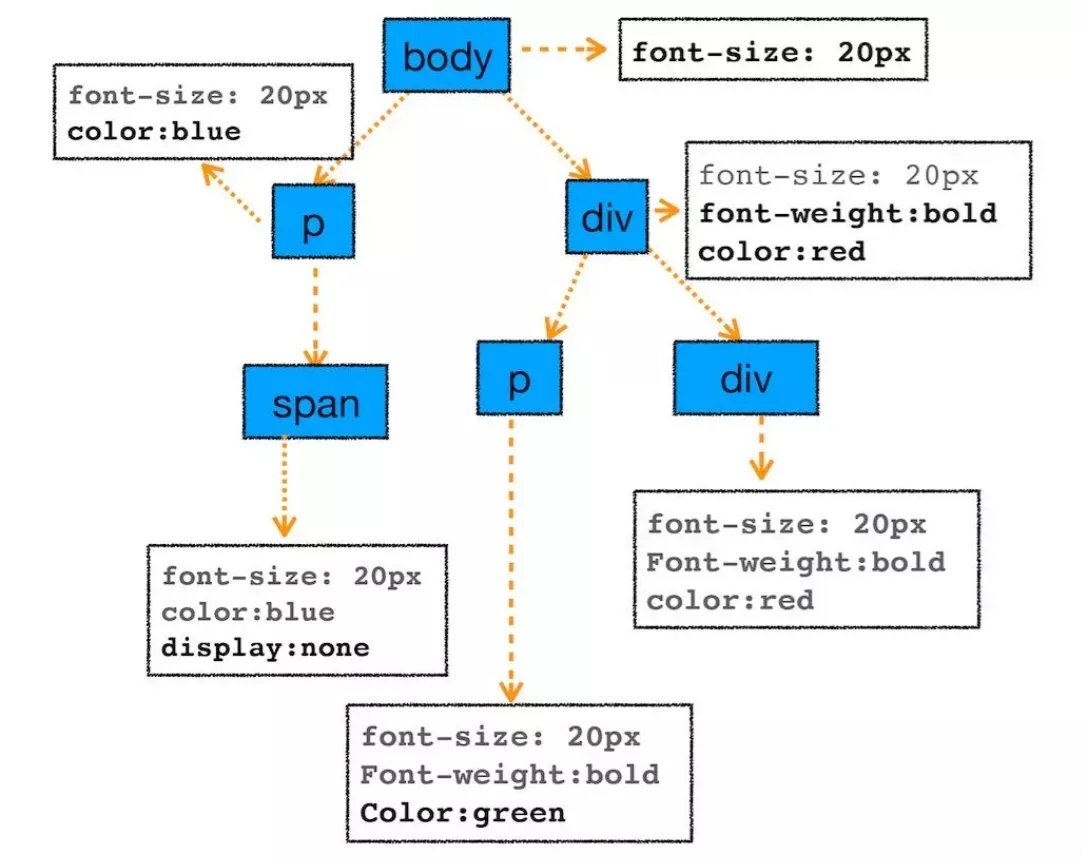 body
font-size: 20px
font-size: 20px
color:blue
p
div
font-size: 20px
font-weight:bold
color:red
span
p
div
font-size: 20px
color:blue
display:none
font-size: 20px
Font-weight:bold
color:red
font-size: 20px
Font-weight:bold
Color:green